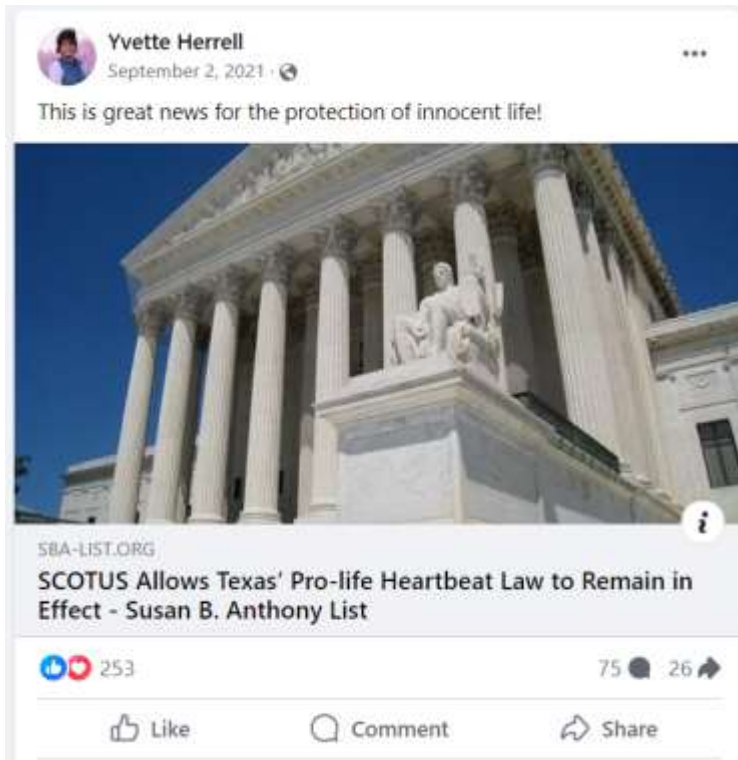 Yvette Herrell
September 2, 2021 ·
This is great news for the protection of innocent life!
i
SBA-LIST.ORG
SCOTUS Allows Texas' Pro-life Heartbeat Law to Remain in
Effect - Susan B. Anthony List
253
75 26
Like Comment Share